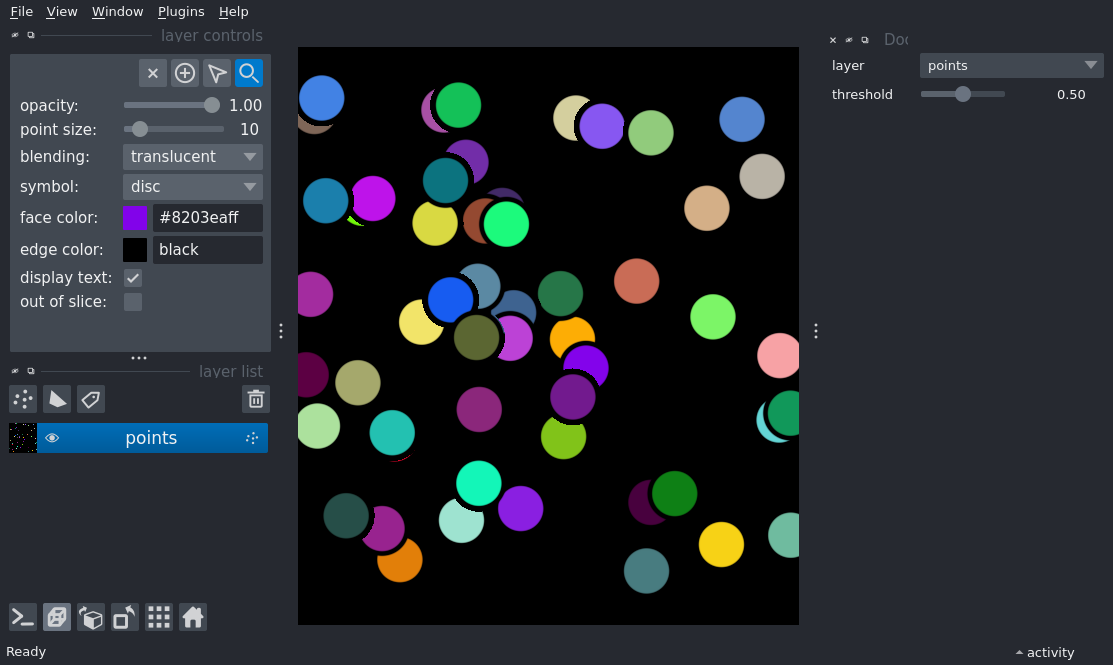 File View Window Plugins Help
layer controls
opacity: 1.00
point size: 10
blending: translucent
symbol: disc
face color: #8203eaff
edge color: black
display text:
out of slice:
layer list
points
Ready
layer points
threshold 0.50
activity